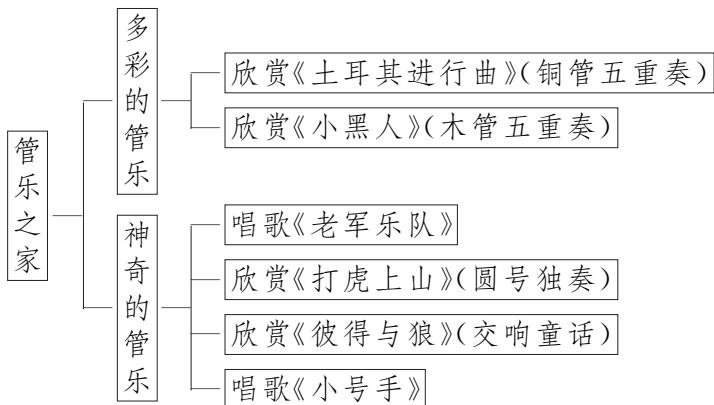 管乐之家
多彩的管乐
欣赏《土耳其进行曲》(铜管五重奏)
欣赏《小黑人》(木管五重奏)
神奇的管乐
唱歌《老军乐队》
欣赏《打虎上山》(圆号独奏)
欣赏《彼得与狼》(交响童话)
唱歌《小号手》